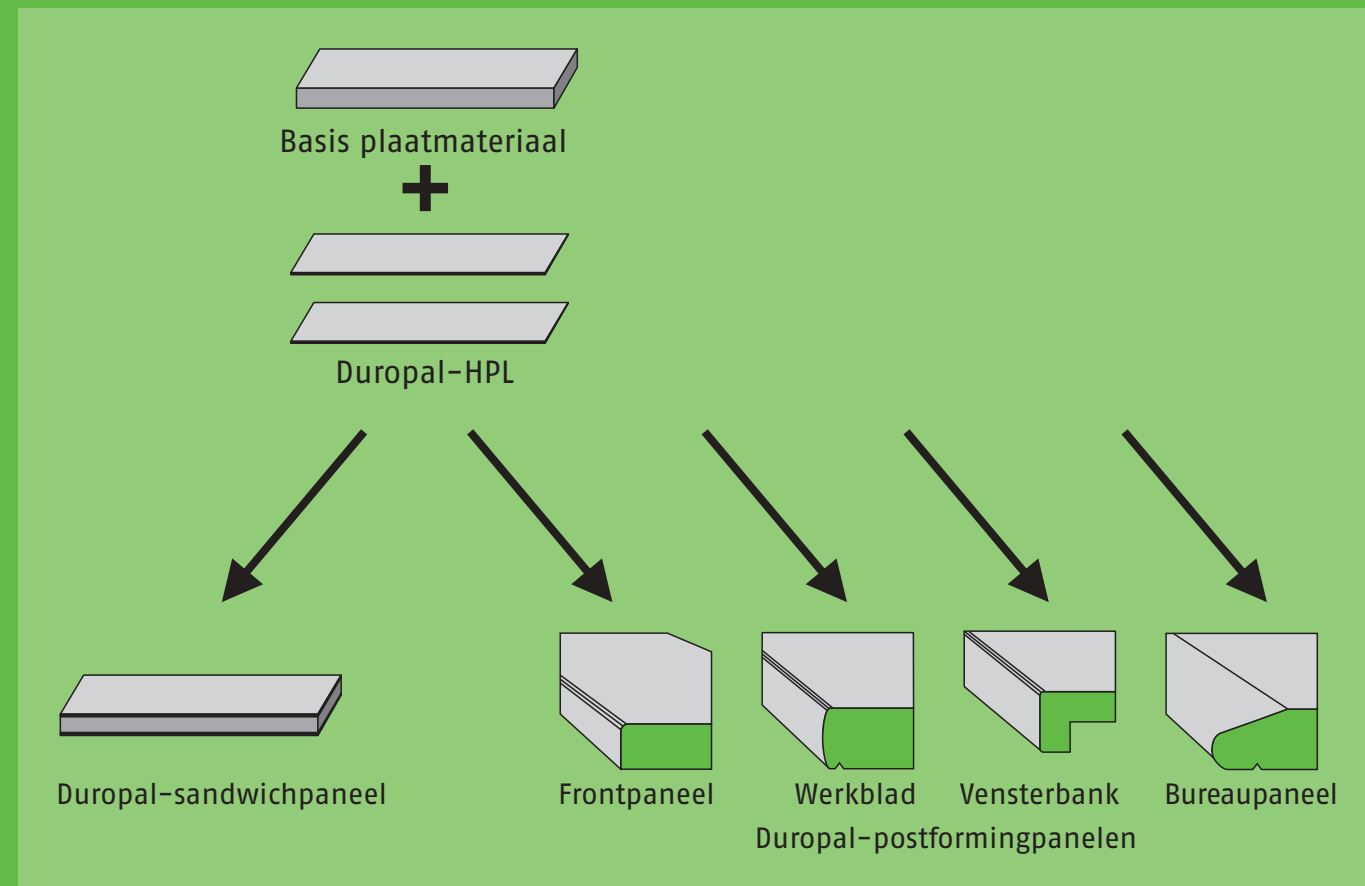 Basis plaatmateriaal
+
Duropal-HPL
Duropal-sandwichpaneel
Frontpaneel
Werkblad
Vensterbank
Bureaupaneel
Duropal-postformingpanelen